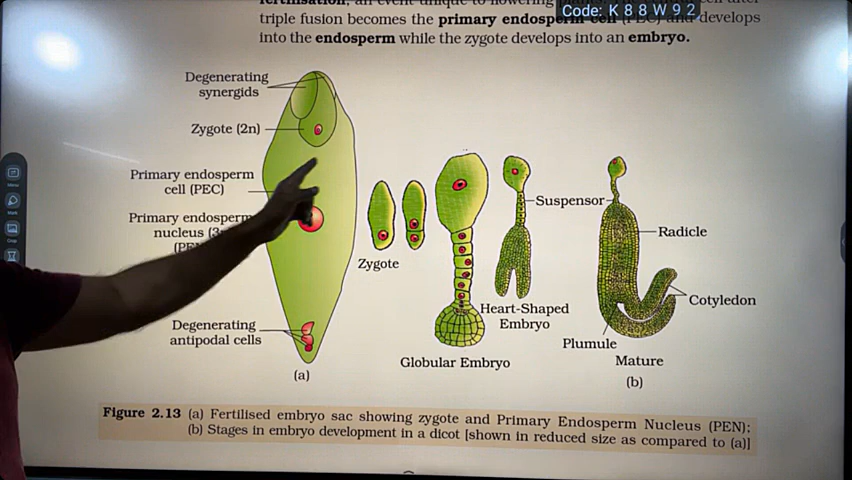 Code: K 8 8 W 9 2
triple fusion becomes the primary endosperm cell (PEC) and develops
into the endosperm while the zygote develops into an embryo.
Degenerating
synergids
Zygote (2n)
Primary endosperm
cell (PEC)
Primary endosperm
nucleus
Degenerating
antipodal cells
(a)
Zygote
Globular Embryo
Heart-Shaped
Embryo
Suspensor
Radicle
Cotyledon
Plumule
Mature
(b)
Figure 2.13 (a) Fertilised embryo sac showing zygote and Primary Endosperm Nucleus (PEN);
(b) Stages in embryo development in a dicot [shown in reduced size as compared to (a)]